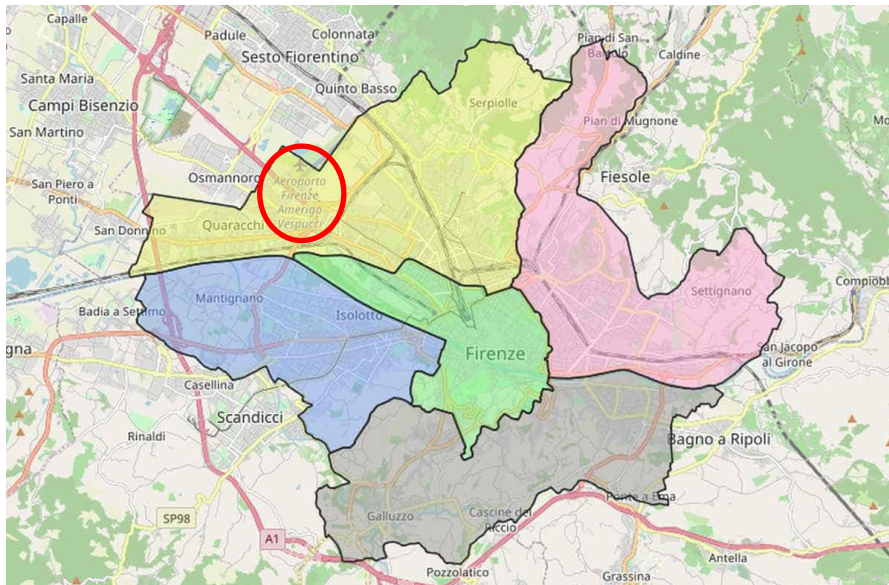 Capalle
Padule
Colonnata
Pian di San
Bartolo
Caldine
Sesto Fiorentino
Santa Maria
Quinto Basso
Serpiolle
Campi Bisenzio
Pian di Mugnone
San Martino
Osmannoro
Aeroporto
Firenze
Amerigo
Vespucci
Fiesole
San Piero a
Ponti
Quaracchi
San Donnino
Mantignano
Settignano
Compiobbi
Badia a Settimo
Isolotto
Firenze
San Jacopo
al Girone
Casellina
Scandicci
Rinaldi
Bagno a Ripoli
Ponte a Ema
SP98
Galluzzo
Cascine del
Riccio
A1
Antella
Pozzolatico
Grassina